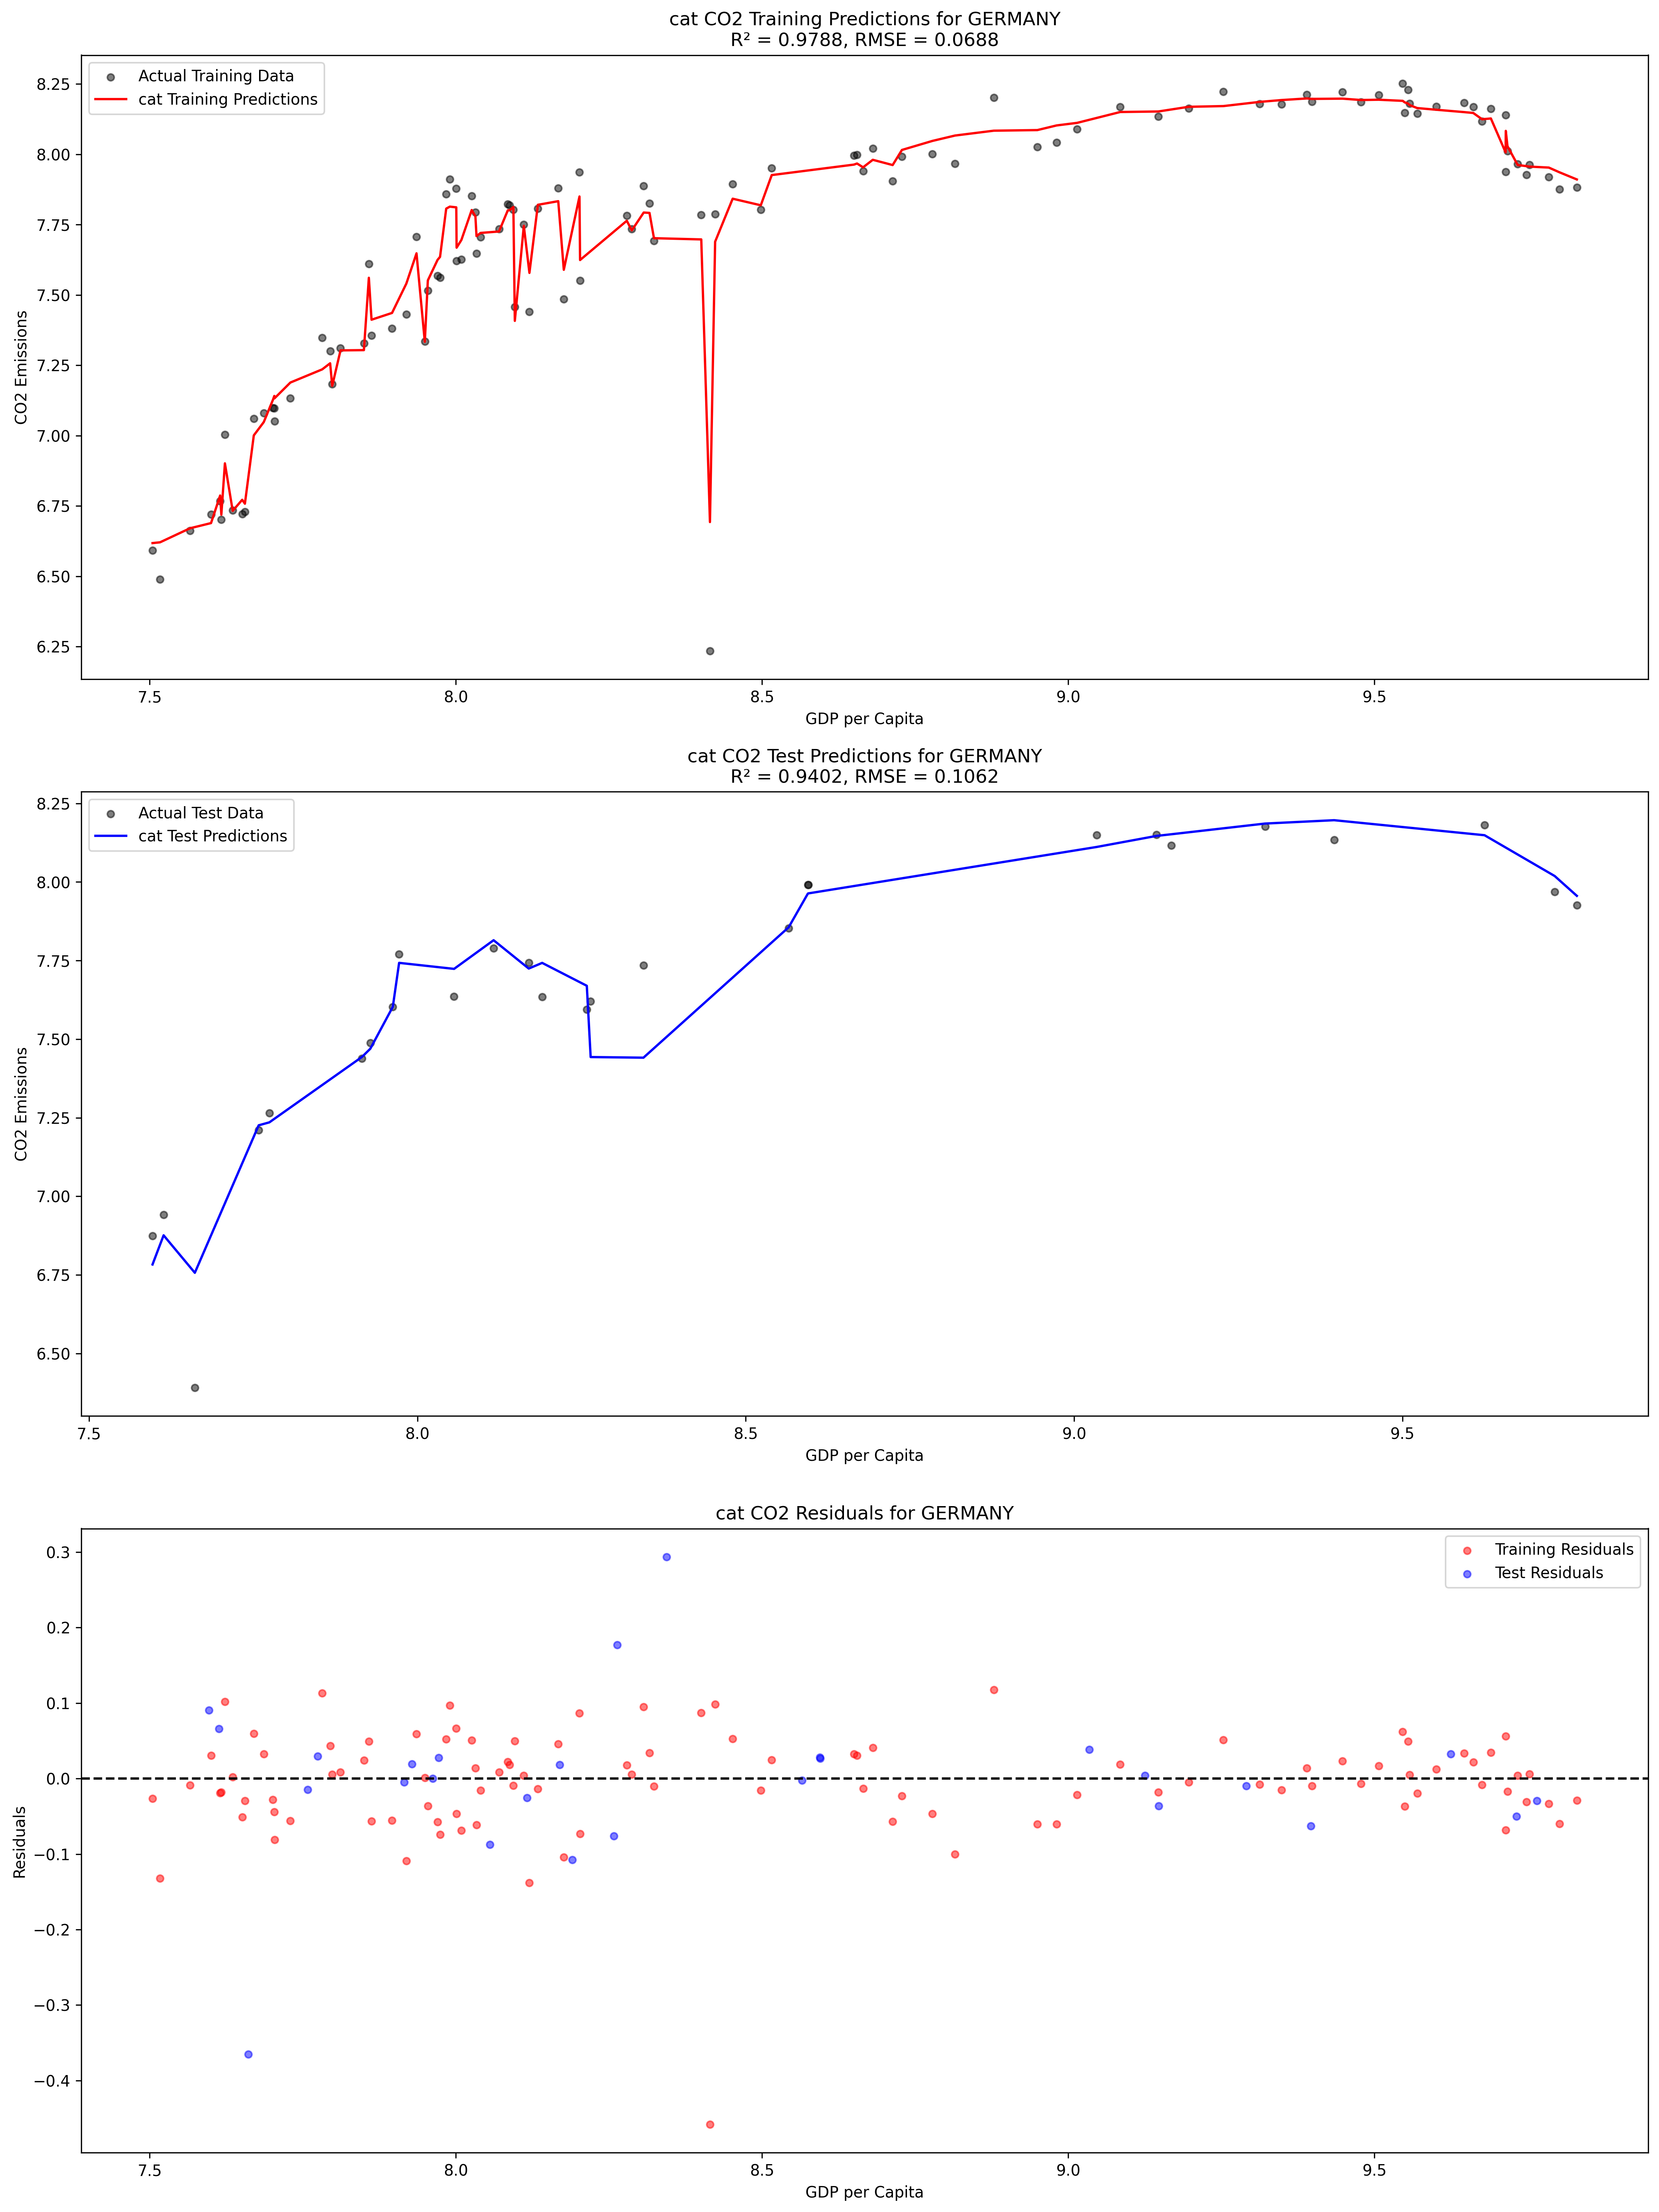 cat CO2 Training Predictions for GERMANY
R² = 0.9788, RMSE = 0.0688
Actual Training Data
cat Training Predictions
8.25
8.00
7.75
7.50
7.25
7.00
6.75
6.50
6.25
CO2 Emissions
7.5 8.0 8.5 9.0 9.5
GDP per Capita
cat CO2 Test Predictions for GERMANY
R² = 0.9402, RMSE = 0.1062
Actual Test Data
cat Test Predictions
8.25
8.00
7.75
7.50
7.25
7.00
6.75
6.50
CO2 Emissions
7.5 8.0 8.5 9.0 9.5
GDP per Capita
cat CO2 Residuals for GERMANY
Training Residuals
Test Residuals
0.3
0.2
0.1
0.0
−0.1
−0.2
−0.3
−0.4
Residuals
7.5 8.0 8.5 9.0 9.5
GDP per Capita